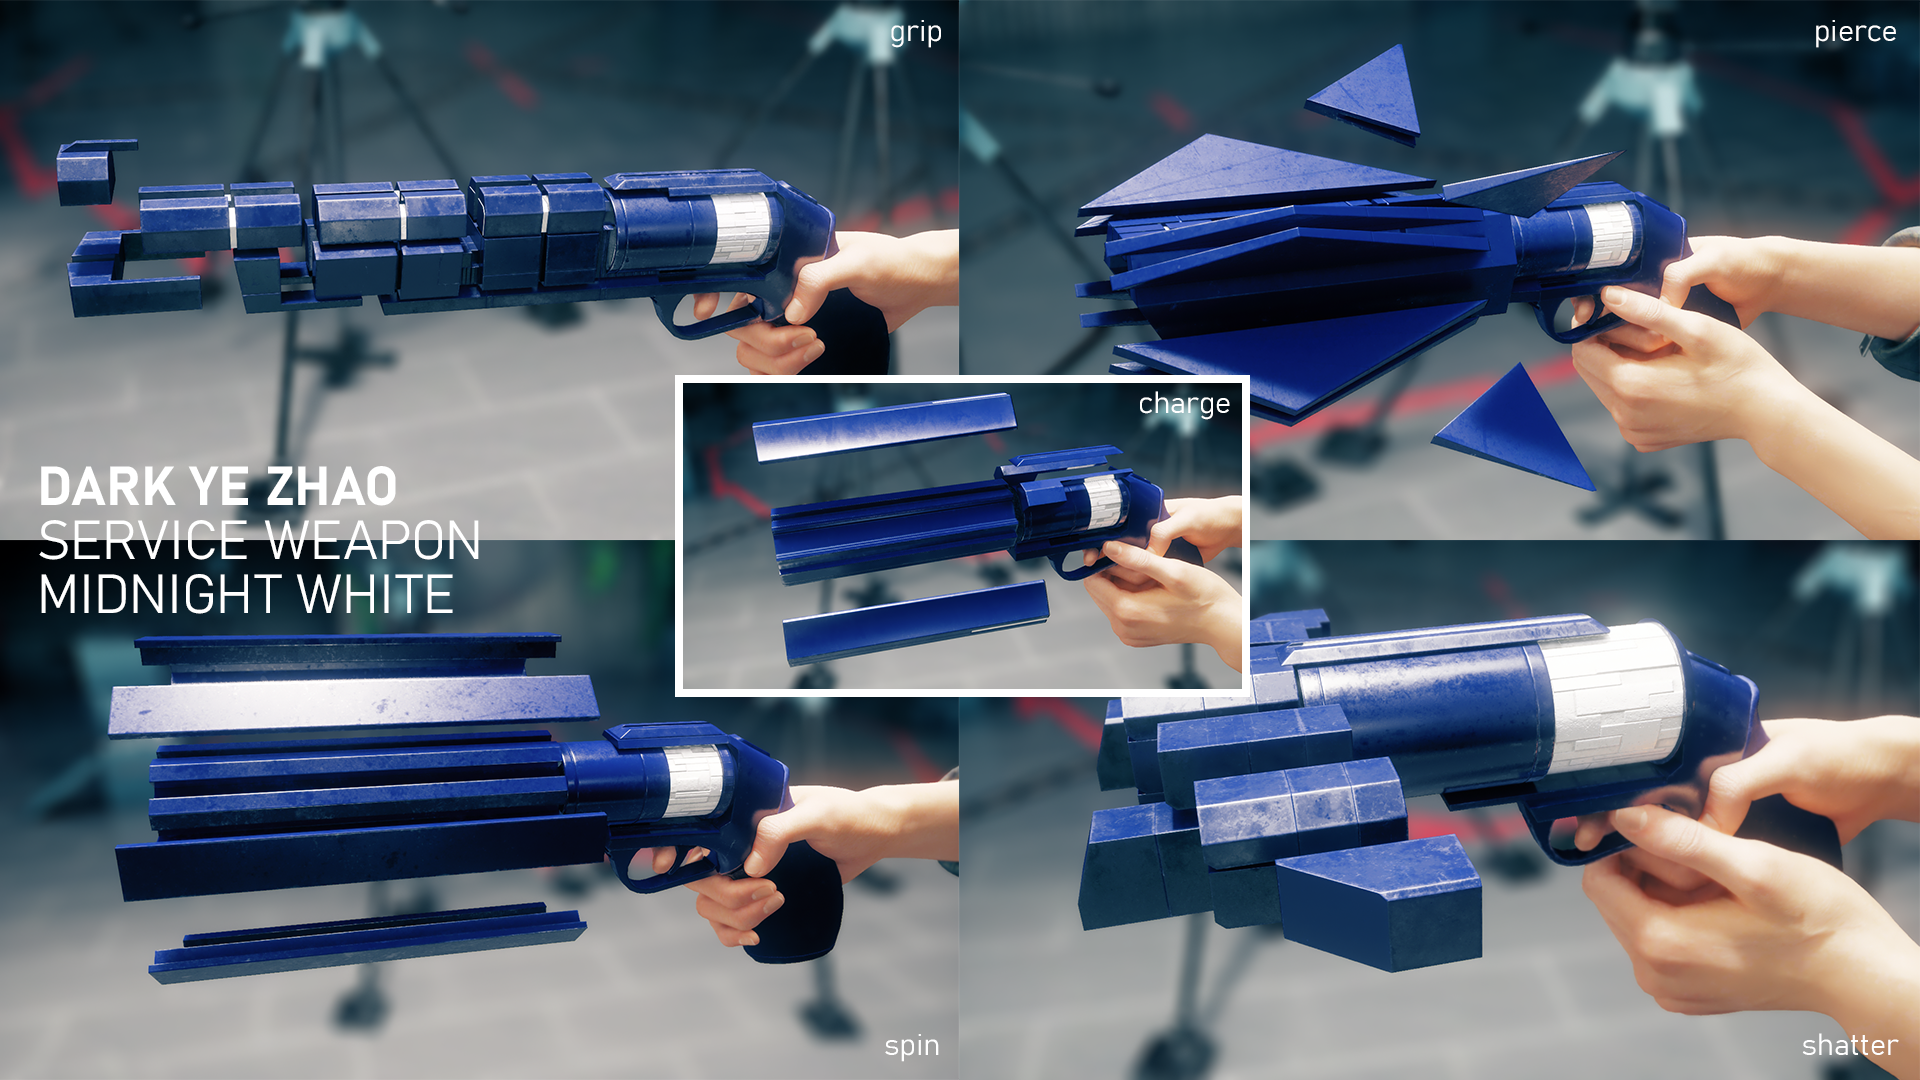 grip
pierce
charge
DARK YE ZHAO
SERVICE WEAPON
MIDNIGHT WHITE
spin
shatter